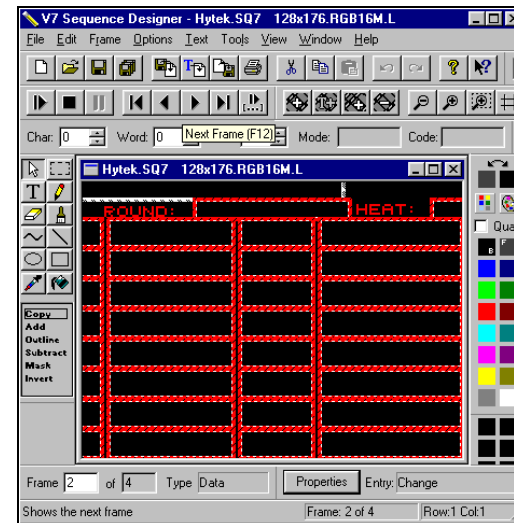 V7 Sequence Designer - Hytek.SQ7 128x176.RGB16M.L
File Edit Frame Options Text Tools View Window Help
Char: 0 Word: 0 Next Frame (F12) Mode: Code:
Hytek.SQ7 128x176.RGB16M.L
ROUND: HEAT:
T
Qua
B F
Copy
Add
Outline
Subtract
Mask
Invert
Frame 2 of 4 Type Data Properties Entry: Change
Shows the next frame Frame: 2 of 4 Row:1 Col:1